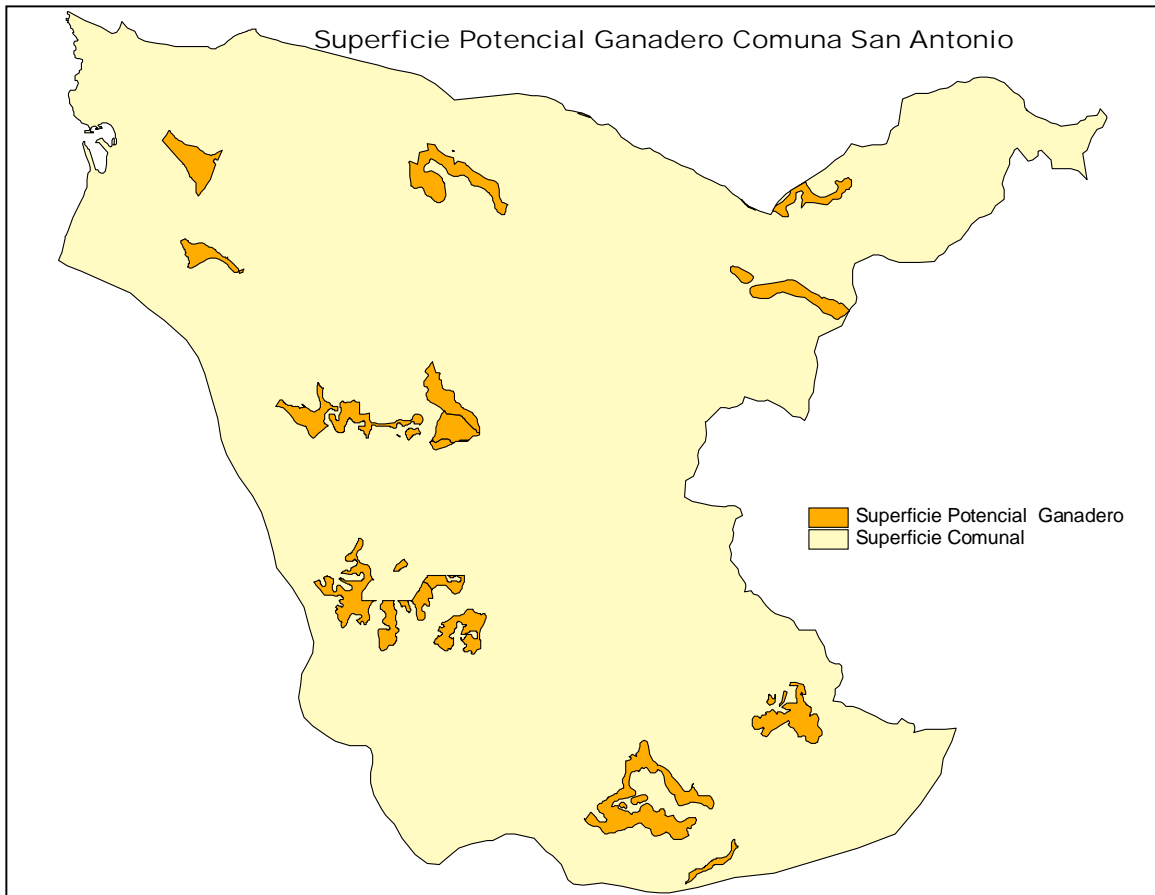 Superficie Potencial Ganadero Comuna San Antonio
Superficie Potencial Ganadero
Superficie Comunal